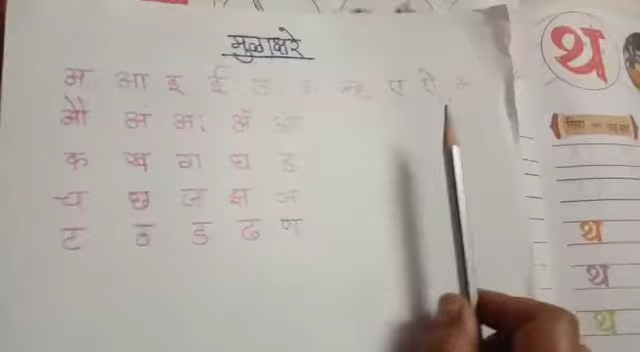 मुळाक्षरे
अ आ इ ई उ ऊ ऋ ए ऐ
औ अं अः ॲ आ
क ख ग घ ङ
च छ ज झ ञ
ट ठ ड ढ ण
थ
थ
थ
थ